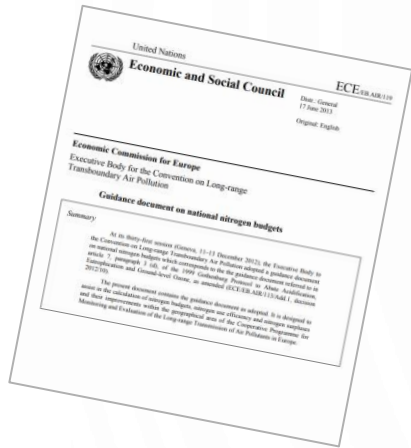 United Nations
ECE/EB.AIR/119
Economic and Social Council
Distr.: General
17 June 2013
Original: English
Economic Commission for Europe
Executive Body for the Convention on Long-range
Transboundary Air Pollution
Guidance document on national nitrogen budgets
Summary
At its thirty-first session (Geneva, 11–13 December 2012), the Executive Body to
the Convention on Long-range Transboundary Air Pollution adopted a guidance document
on national nitrogen budgets which corresponds to the the guidance document referred to in
article 7, paragraph 3 (d), of the 1999 Gothenburg Protocol to Abate Acidification,
Eutrophication and Ground-level Ozone, as amended (ECE/EB.AIR/113/Add.1, decision
2012/10).
The present document contains the guidance document as adopted. It is designed to
assist in the calculation of nitrogen budgets, nitrogen use efficiency and nitrogen surpluses
and their improvements within the geographical area of the Cooperative Programme for
Monitoring and Evaluation of the Long-range Transmission of Air Pollutants in Europe.